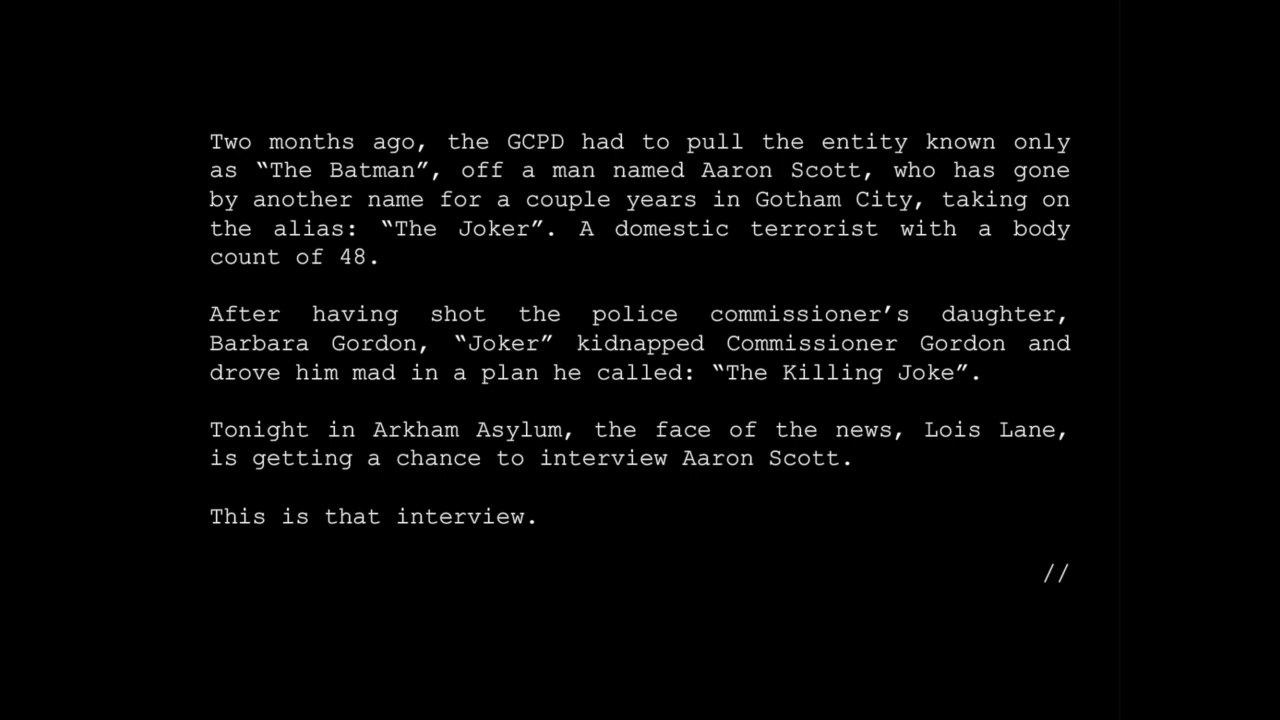 Two months ago, the GCPD had to pull the entity known only
as “The Batman”, off a man named Aaron Scott, who has gone
by another name for a couple years in Gotham City, taking on
the alias: “The Joker”. A domestic terrorist with a body
count of 48.
After having shot the police commissioner’s daughter,
Barbara Gordon, “Joker” kidnapped Commissioner Gordon and
drove him mad in a plan he called: “The Killing Joke”.
Tonight in Arkham Asylum, the face of the news, Lois Lane,
is getting a chance to interview Aaron Scott.
This is that interview.
//